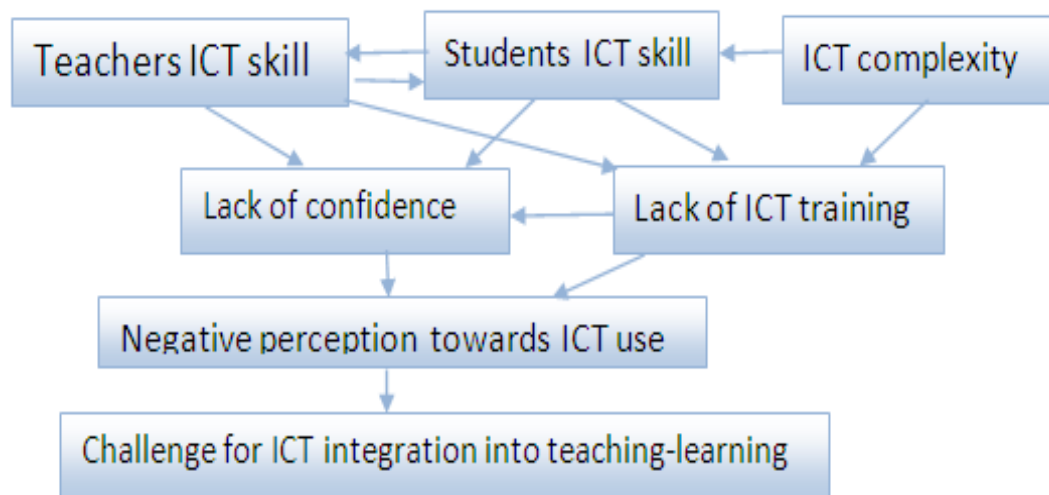 Teachers ICT skill
Students ICT skill
ICT complexity
Lack of confidence
Lack of ICT training
Negative perception towards ICT use
Challenge for ICT integration into teaching-learning